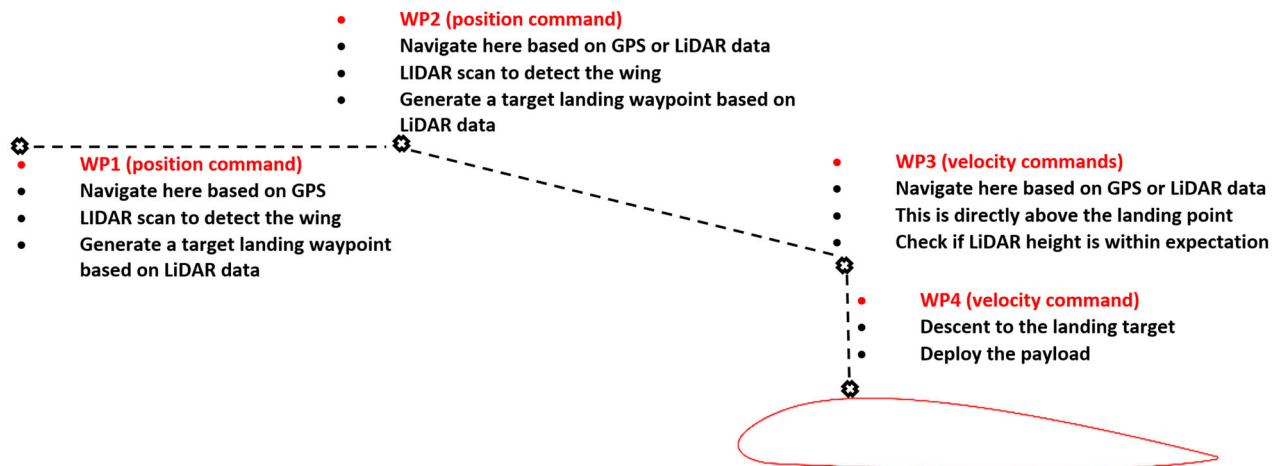 WP2 (position command)
Navigate here based on GPS or LiDAR data
LIDAR scan to detect the wing
Generate a target landing waypoint based on
LiDAR data
WP1 (position command)
Navigate here based on GPS
LIDAR scan to detect the wing
Generate a target landing waypoint
based on LiDAR data
WP3 (velocity commands)
Navigate here based on GPS or LiDAR data
This is directly above the landing point
Check if LiDAR height is within expectation
WP4 (velocity command)
Descent to the landing target
Deploy the payload